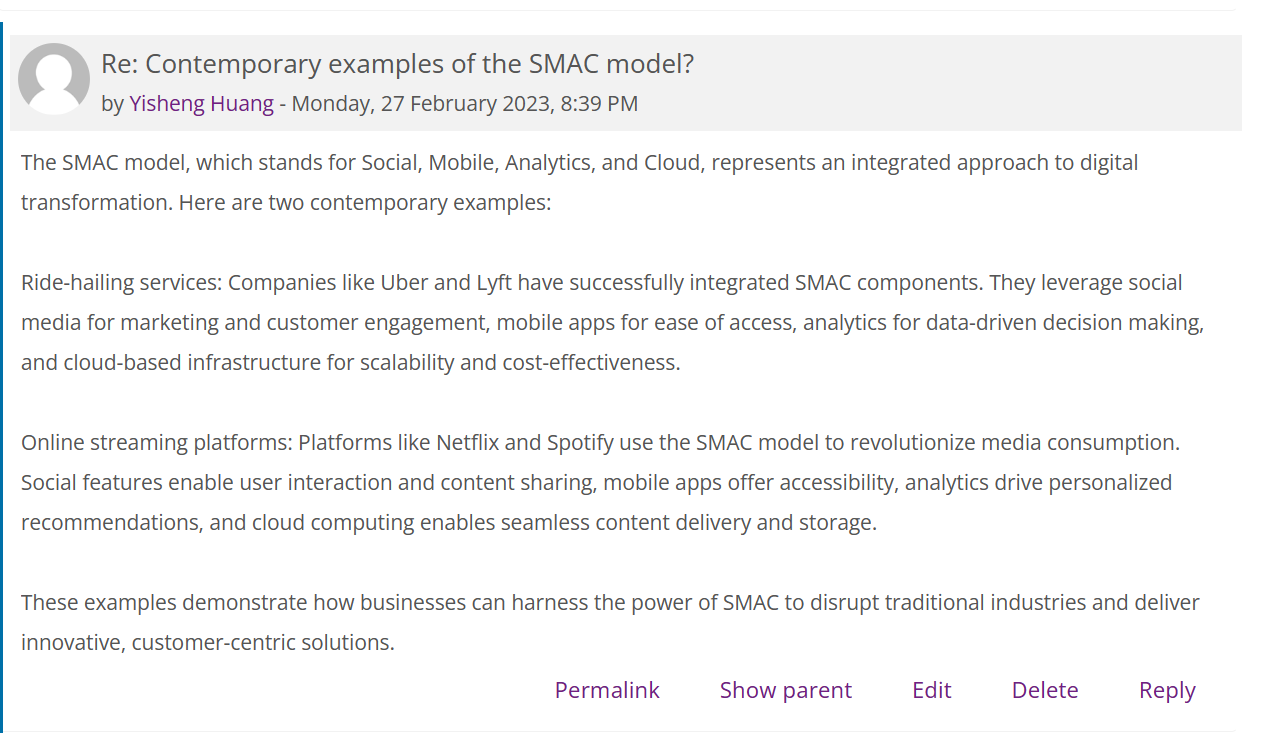 Re: Contemporary examples of the SMAC model?
by Yisheng Huang - Monday, 27 February 2023, 8:39 PM
The SMAC model, which stands for Social, Mobile, Analytics, and Cloud, represents an integrated approach to digital
transformation. Here are two contemporary examples:
Ride-hailing services: Companies like Uber and Lyft have successfully integrated SMAC components. They leverage social
media for marketing and customer engagement, mobile apps for ease of access, analytics for data-driven decision making,
and cloud-based infrastructure for scalability and cost-effectiveness.
Online streaming platforms: Platforms like Netflix and Spotify use the SMAC model to revolutionize media consumption.
Social features enable user interaction and content sharing, mobile apps offer accessibility, analytics drive personalized
recommendations, and cloud computing enables seamless content delivery and storage.
These examples demonstrate how businesses can harness the power of SMAC to disrupt traditional industries and deliver
innovative, customer-centric solutions.
Permalink Show parent Edit Delete Reply